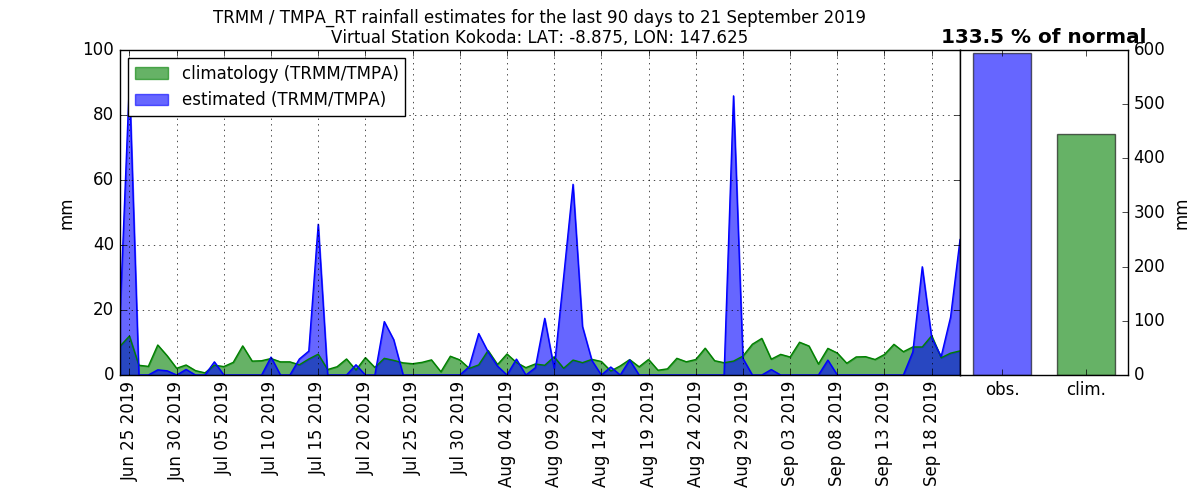 TRMM / TMPA_RT rainfall estimates for the last 90 days to 21 September 2019
Virtual Station Kokoda: LAT: -8.875, LON: 147.625
133.5 % of normal
climatology (TRMM/TMPA)
estimated (TRMM/TMPA)
100
80
60
40
20
0
mm
Jun 25 2019
Jun 30 2019
Jul 05 2019
Jul 10 2019
Jul 15 2019
Jul 20 2019
Jul 25 2019
Jul 30 2019
Aug 04 2019
Aug 09 2019
Aug 14 2019
Aug 19 2019
Aug 24 2019
Aug 29 2019
Sep 03 2019
Sep 08 2019
Sep 13 2019
Sep 18 2019
obs.
clim.
600
500
400
300
200
100
0
mm